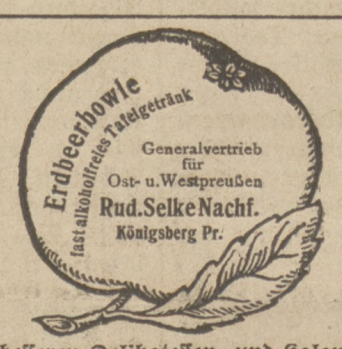 Erdbeerbowle
fast alkoholfreies Tafelgetränk
Generalvertrieb
für
Ost- u. Westpreußen
Rud. Selke Nachf.
Königsberg Pr.